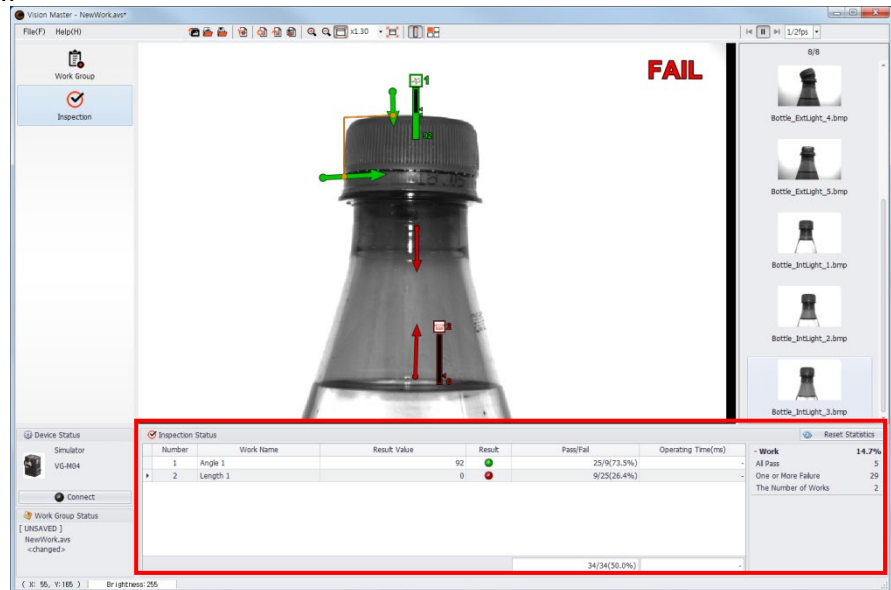 Vision Master - NewWork.avs*
File(F) Help(H)
x1.30
1/2fps
Work Group
Inspection
FAIL
1
92
8/8
Bottle_ExtLight_4.bmp
Bottle_ExtLight_5.bmp
Bottle_IntLight_1.bmp
Bottle_IntLight_2.bmp
Bottle_IntLight_3.bmp
Device Status
Simulator
VG-M04
Connect
Work Group Status
[ UNSAVED ]
NewWork.avs
<changed>
Inspection Status
Reset Statistics
Number Work Name Result Value Result Pass/Fail Operating Time(ms)
1 Angle 1 92 25/9(73.5%) -
2 Length 1 0 9/25(26.4%) -
34/34(50.0%) -
- Work 14.7%
All Pass 5
One or More Failure 29
The Number of Works 2
( X: 55, Y:165 ) Brightness:255